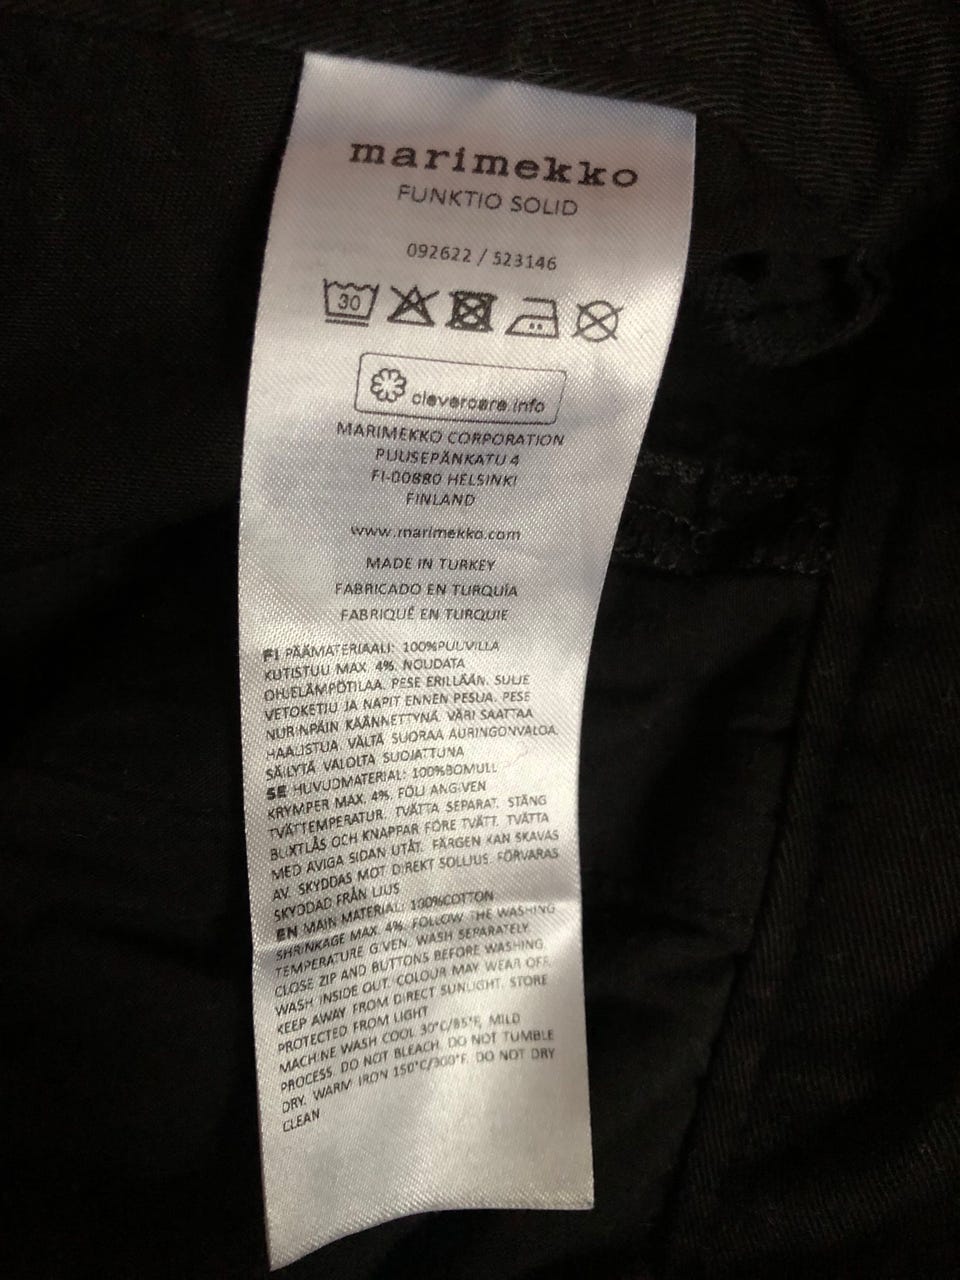 marimekko
FUNKTIO SOLID
092622 / 523146
30
clevercare.info
MARIMEKKO CORPORATION
PUUSEPÄNKATU 4
FI-00880 HELSINKI
FINLAND
www.marimekko.com
MADE IN TURKEY
FABRICADO EN TURQUÍA
FABRIQUÉ EN TURQUIE
FI PÄÄMATERIAALI: 100%PUUVILLA
KUTISTUU MAX. 4%. NOUDATA
OHJELÄMPÖTILAA. PESE ERILLÄÄN. SULJE
VETOKETJU JA NAPIT ENNEN PESUA. PESE
NURINPÄIN KÄÄNNETTYNÄ. VÄRI SAATTAA
HAALISTUA. VÄLTÄ SUORAA AURINGONVALOA.
SÄILYTÄ VALOLTA SUOJATTUNA
SE HUVUDMATERIAL: 100%BOMULL
KRYMPER MAX. 4%. FÖLJ ANGIVEN
TVÄTTEMPERATUR. TVÄTTA SEPARAT. STÄNG
BLIXTLÅS OCH KNAPPAR FÖRE TVÄTT. TVÄTTA
MED AVIGA SIDAN UTÅT. FÄRGEN KAN SKAVAS
AV. SKYDDAS MOT DIREKT SOLLJUS. FÖRVARAS
SKYDDAD FRÅN LJUS
EN MAIN MATERIAL: 100%COTTON
SHRINKAGE MAX. 4%. FOLLOW THE WASHING
TEMPERATURE GIVEN. WASH SEPARATELY.
CLOSE ZIP AND BUTTONS BEFORE WASHING.
WASH INSIDE OUT. COLOUR MAY WEAR OFF.
KEEP AWAY FROM DIRECT SUNLIGHT. STORE
PROTECTED FROM LIGHT
MACHINE WASH COOL 30°C/85°F, MILD
PROCESS. DO NOT BLEACH. DO NOT TUMBLE
DRY. WARM IRON 150°C/300°F. DO NOT DRY
CLEAN